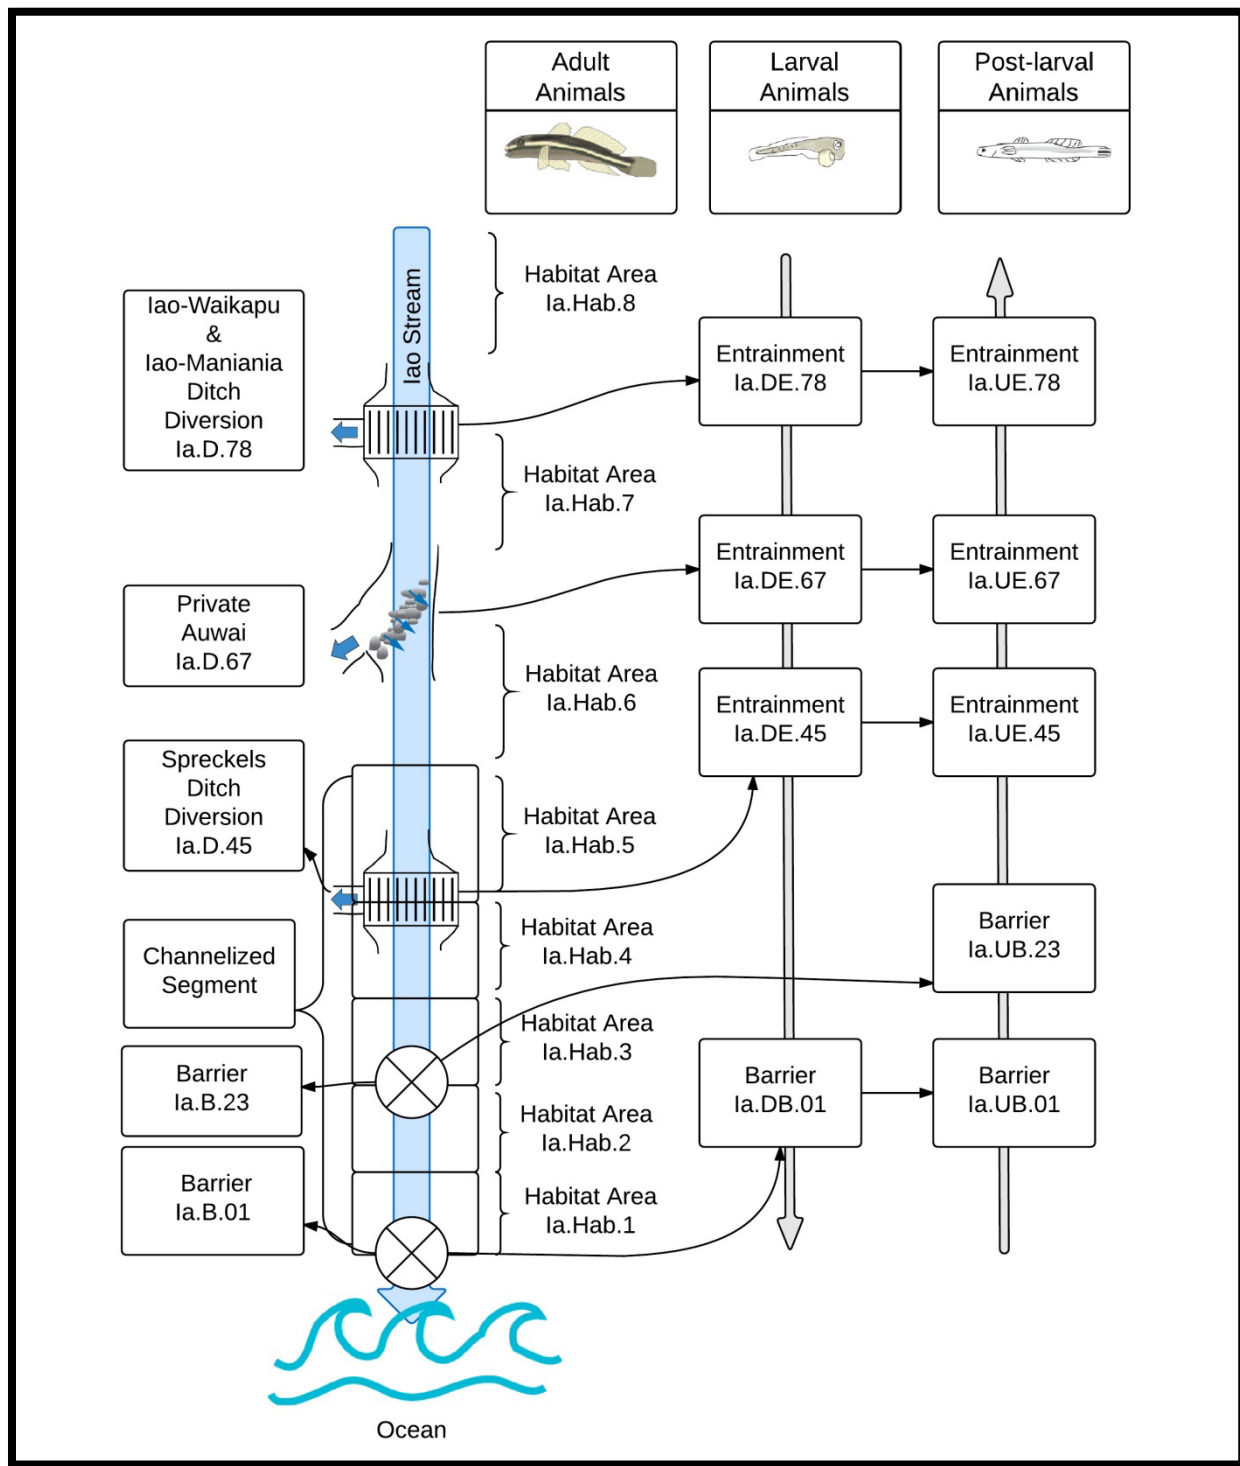 Adult
Animals
Larval
Animals
Post-larval
Animals
Iao-Waikapu
&
Iao-Maniania
Ditch
Diversion
Ia.D.78
Iao Stream
Habitat Area
Ia.Hab.8
Entrainment
Ia.DE.78
Entrainment
Ia.UE.78
Habitat Area
Ia.Hab.7
Private
Auwai
Ia.D.67
Entrainment
Ia.DE.67
Entrainment
Ia.UE.67
Habitat Area
Ia.Hab.6
Entrainment
Ia.DE.45
Entrainment
Ia.UE.45
Spreckels
Ditch
Diversion
Ia.D.45
Habitat Area
Ia.Hab.5
Channelized
Segment
Habitat Area
Ia.Hab.4
Barrier
Ia.UB.23
Habitat Area
Ia.Hab.3
Barrier
Ia.B.23
Barrier
Ia.DB.01
Barrier
Ia.UB.01
Habitat Area
Ia.Hab.2
Barrier
Ia.B.01
Habitat Area
Ia.Hab.1
Ocean